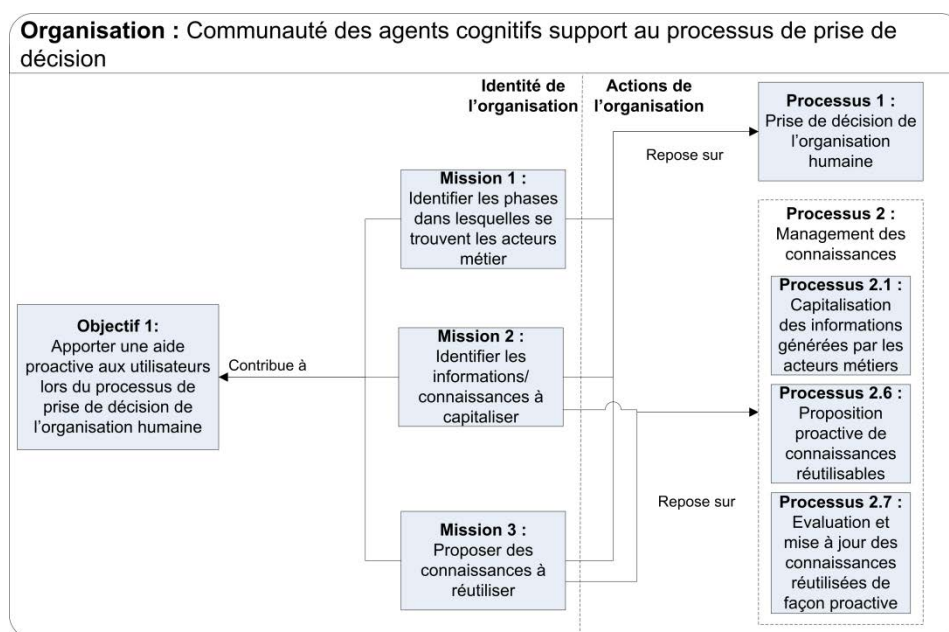 Organisation : Communauté des agents cognitifs support au processus de prise de
décision
Identité de
l'organisation
Actions de
l'organisation
Processus 1 :
Prise de décision de
l'organisation
humaine
Repose sur
Mission 1 :
Identifier les phases
dans lesquelles se
trouvent les acteurs
métier
Processus 2 :
Management des
connaissances
Processus 2.1 :
Capitalisation
des informations
générées par les
acteurs métiers
Objectif 1:
Apporter une aide
proactive aux utilisateurs
lors du processus de
prise de décision de
l'organisation humaine
Contribue à
Mission 2 :
Identifier les
informations/
connaissances à
capitaliser
Processus 2.6 :
Proposition
proactive de
connaissances
réutilisables
Repose sur
Mission 3 :
Proposer des
connaissances à
réutiliser
Processus 2.7 :
Evaluation et
mise à jour des
connaissances
réutilisées de
façon proactive